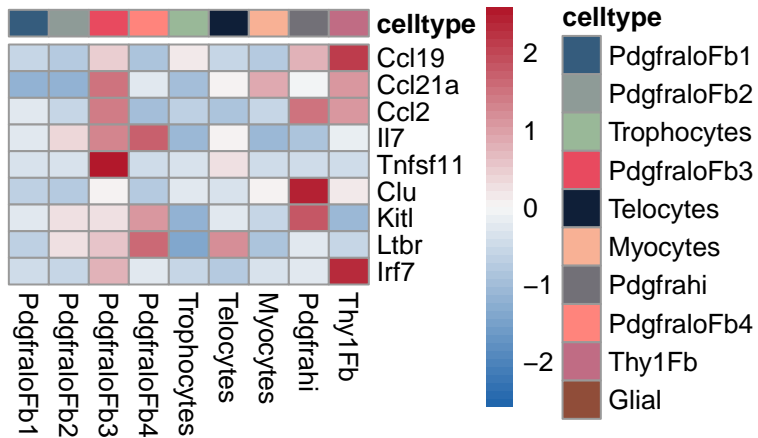 celltype
Ccl19
Ccl21a
Ccl2
Il7
Tnfsf11
Clu
Kitl
Ltbr
Irf7
PdgfraloFb1
PdgfraloFb2
PdgfraloFb3
PdgfraloFb4
Trophocytes
Telocytes
Myocytes
Pdgfrahi
Thy1Fb
2
1
0
−1
−2
celltype
PdgfraloFb1
PdgfraloFb2
Trophocytes
PdgfraloFb3
Telocytes
Myocytes
Pdgfrahi
PdgfraloFb4
Thy1Fb
Glial